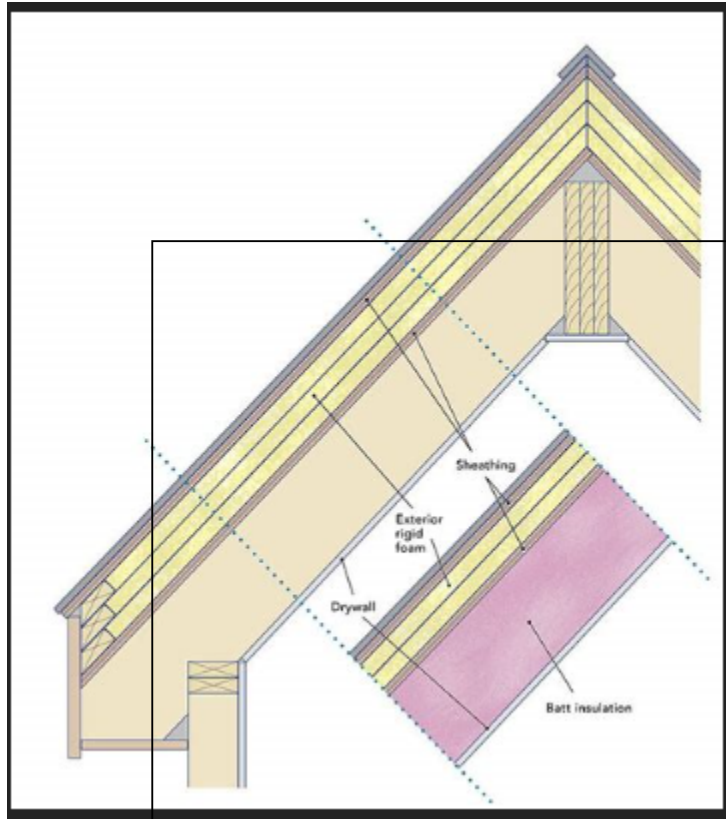 Sheathing
Exterior
rigid
foam
Drywall
Batt insulation